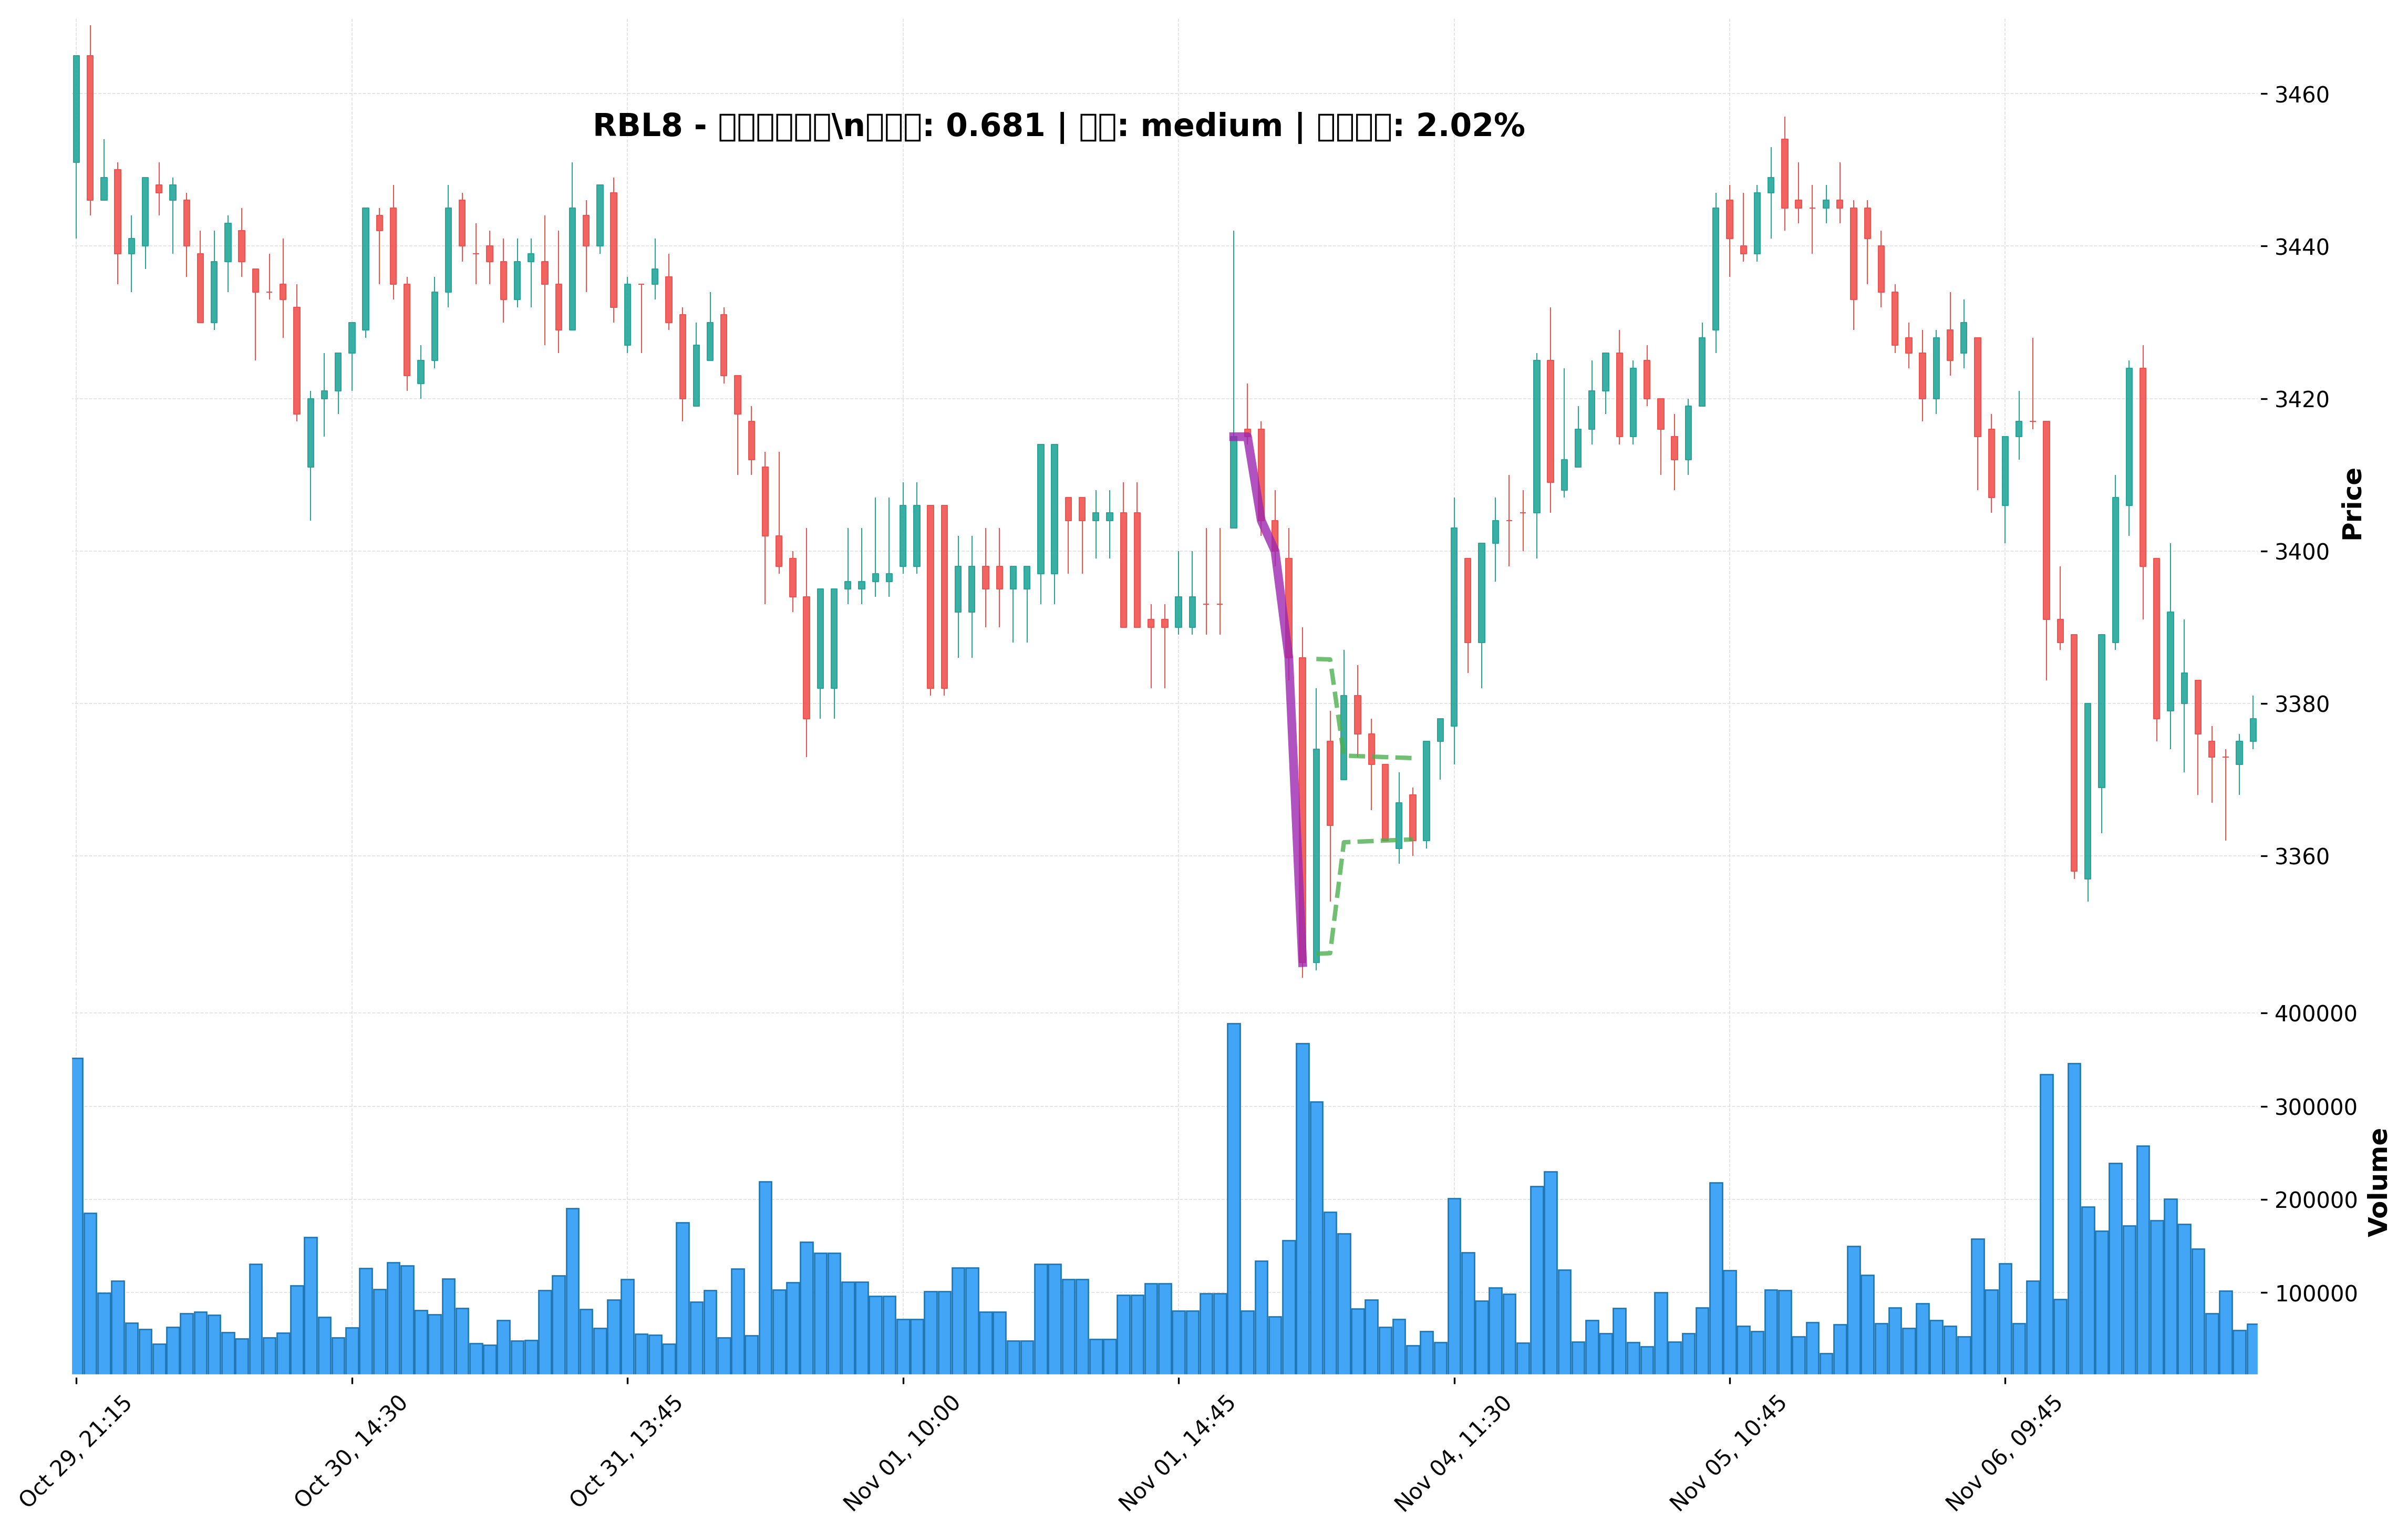 RBL8 - \n: 0.681 | : medium | : 2.02%
3460
3440
3420
3400
3380
3360
Price
400000
300000
200000
100000
Volume
Oct 29, 21:15
Oct 30, 14:30
Oct 31, 13:45
Nov 01, 10:00
Nov 01, 14:45
Nov 04, 11:30
Nov 05, 10:45
Nov 06, 09:45